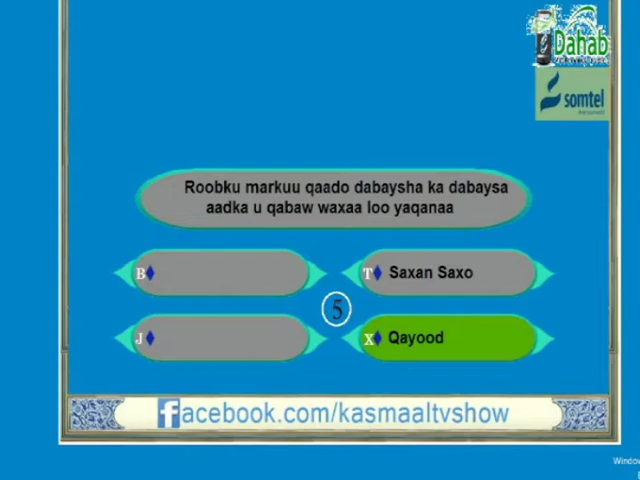 Dahab
somtel
Roobku markuu qaado dabaysha ka dabaysa
aadka u qabaw waxaa loo yaqanaa
B
T Saxan Saxo
5
J
X Qayood
facebook.com/kasmaaltvshow
Window